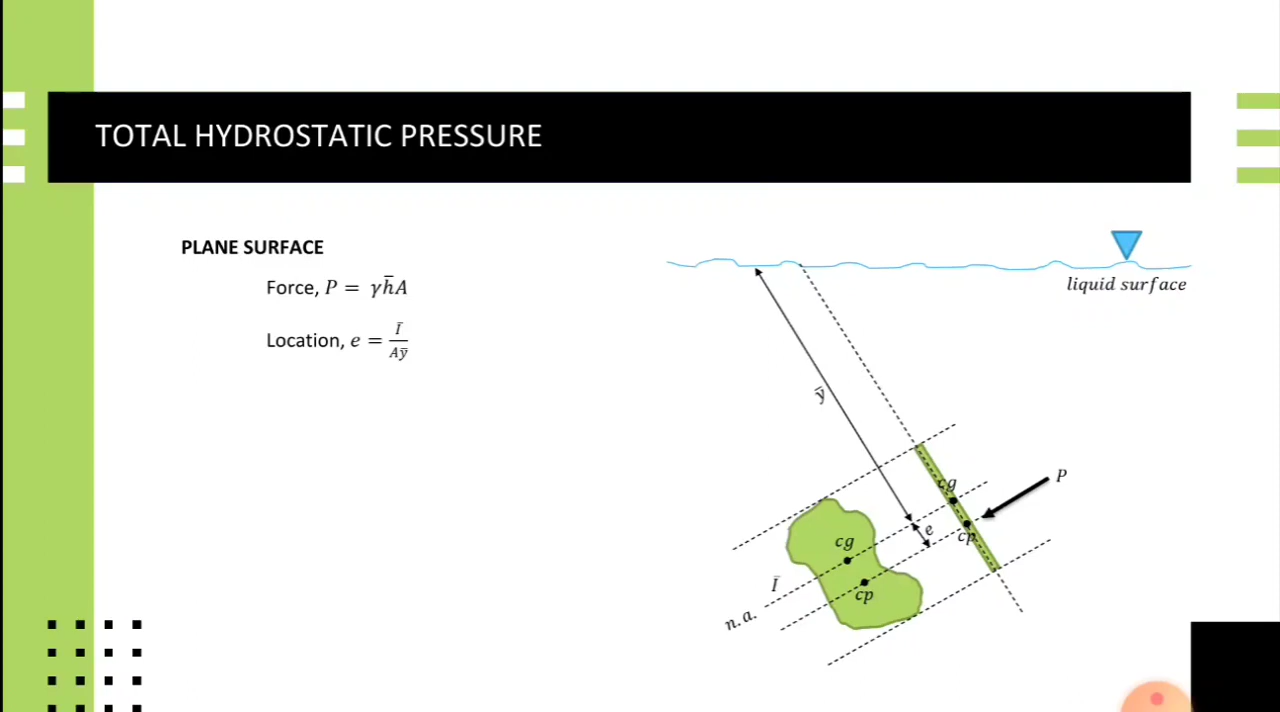 TOTAL HYDROSTATIC PRESSURE
PLANE SURFACE
Force, P = γh̄A
Location, e = Ī / Aȳ
liquid surface
ȳ
P
cg
e
cp
cg
Ī
cp
n.a.